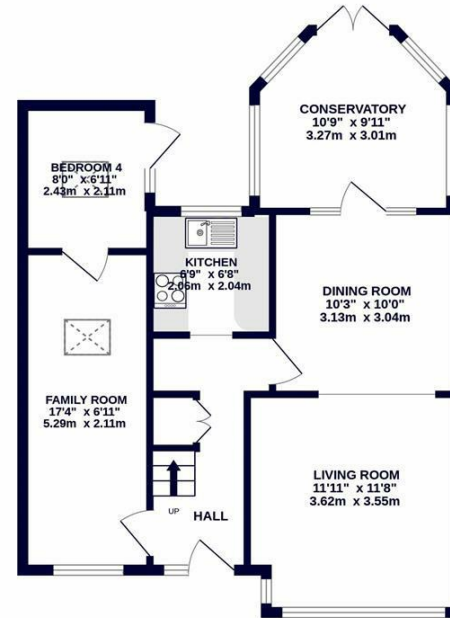 CONSERVATORY
10'9" x 9'11"
3.27m x 3.01m
BEDROOM 4
8'0" x 6'11"
2.43m x 2.11m
KITCHEN
6'9" x 6'8"
2.06m x 2.04m
DINING ROOM
10'3" x 10'0"
3.13m x 3.04m
FAMILY ROOM
17'4" x 6'11"
5.29m x 2.11m
LIVING ROOM
11'11" x 11'8"
3.62m x 3.55m
UP
HALL